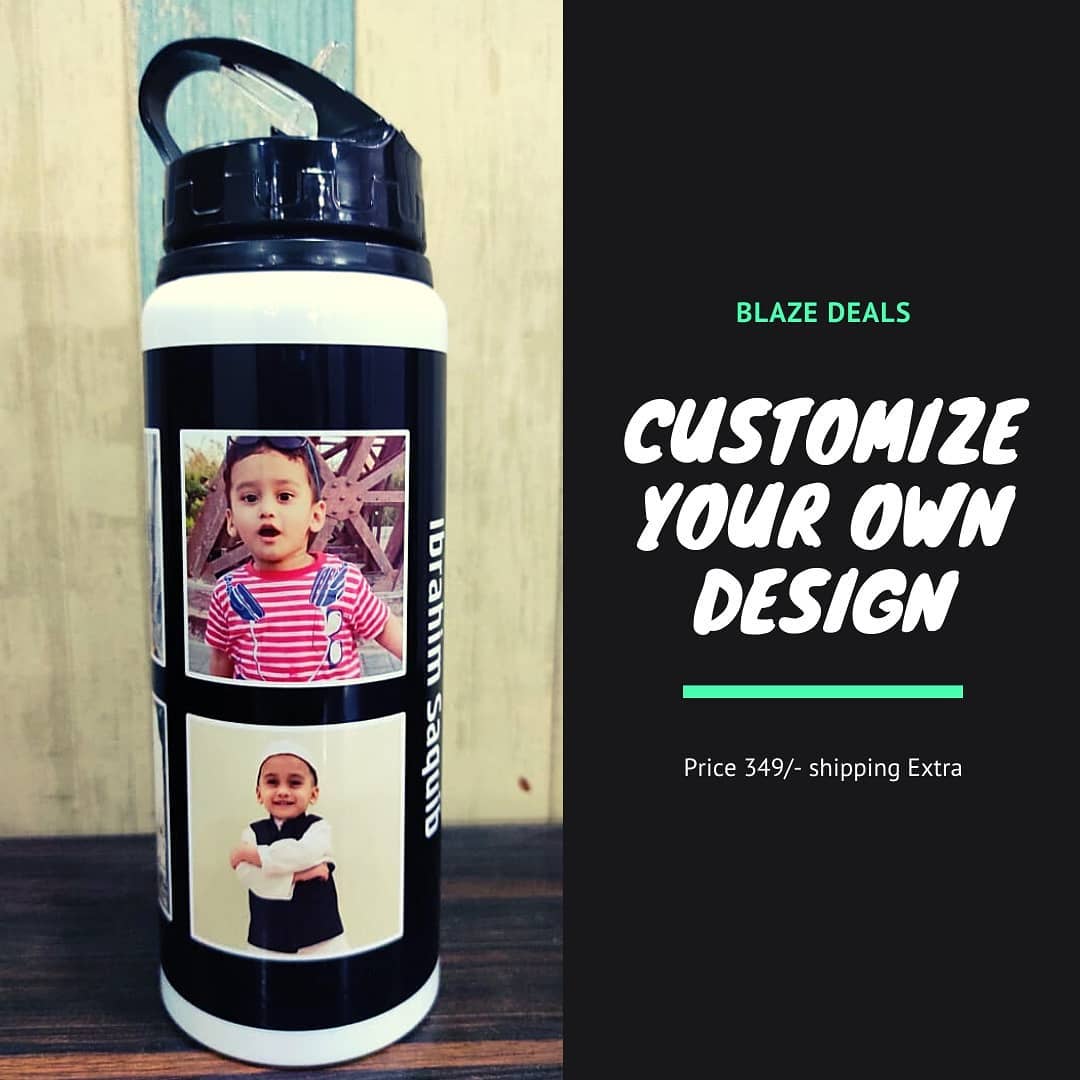 Ibrahim Saquib
BLAZE DEALS
CUSTOMIZE
YOUR OWN
DESIGN
Price 349/- shipping Extra